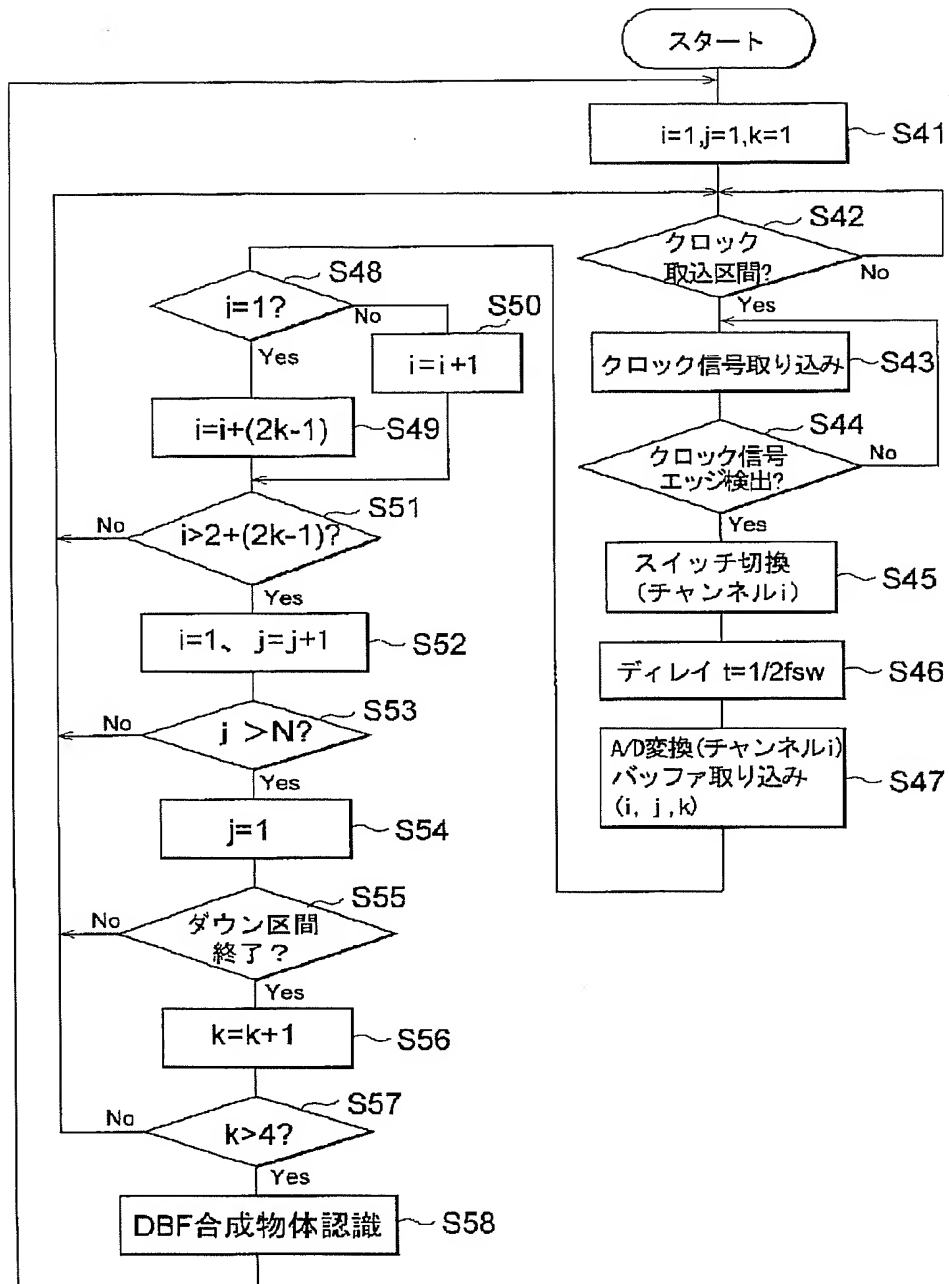 スタート
i=1,j=1,k=1
S41
S42
クロック
取込区間?
No
Yes
クロック信号取り込み
S43
S44
クロック信号
エッジ検出?
No
Yes
スイッチ切換
(チャンネルi)
S45
ディレイ t=1/2fsw
S46
A/D変換(チャンネルi)
バッファ取り込み
(i, j,k)
S47
S48
i=1?
No
Yes
S50
i=i+1
i=i+(2k-1)
S49
S51
No
i>2+(2k-1)?
Yes
i=1、 j=j+1
S52
S53
No
j >N?
Yes
j=1
S54
S55
No
ダウン区間
終了?
Yes
k=k+1
S56
S57
No
k>4?
Yes
DBF合成物体認識
S58